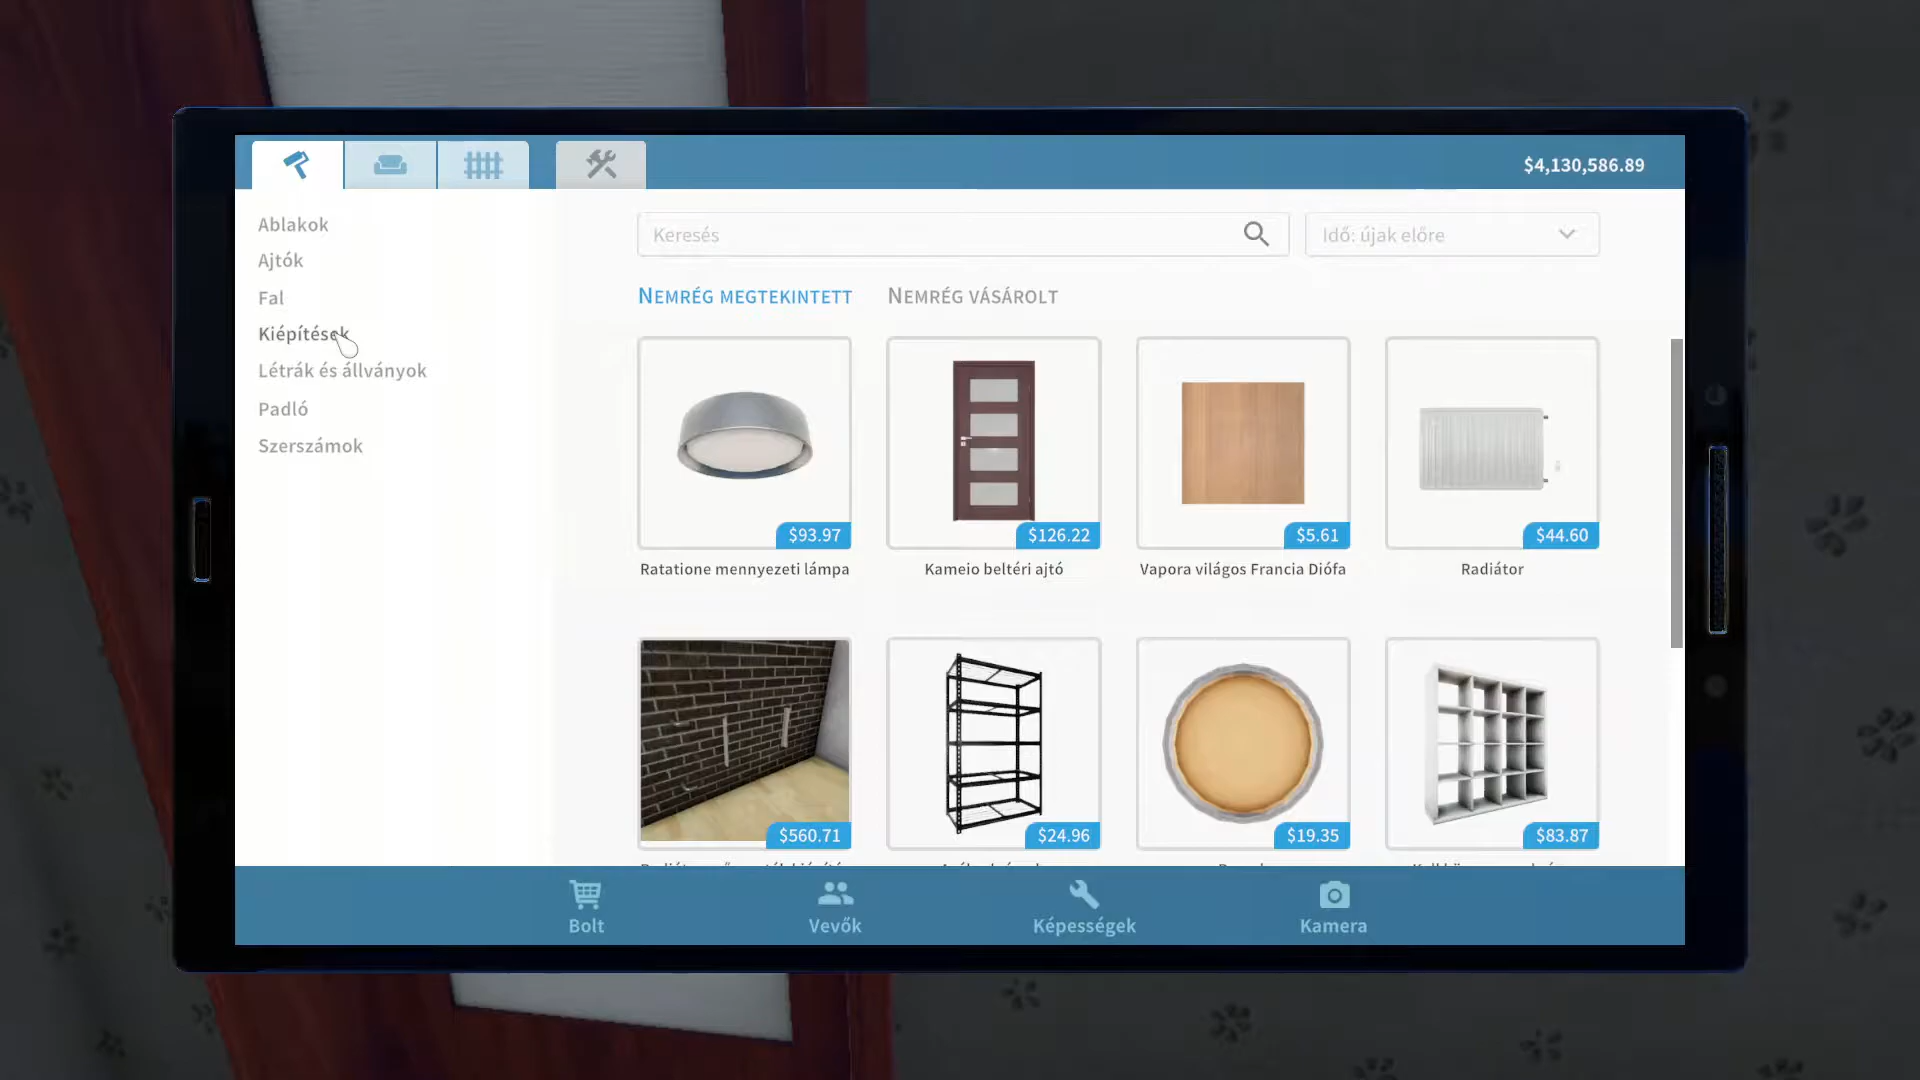 $4,130,586.89
Ablakok
Ajtók
Fal
Kiépítések
Létrák és állványok
Padló
Szerszámok
Keresés
Idő: újak előre
NEMRÉG MEGTEKINTETT
NEMRÉG VÁSÁROLT
$93.97
$126.22
$5.61
$44.60
Ratatione mennyezeti lámpa
Kameio beltéri ajtó
Vapora világos Francia Diófa
Radiátor
$560.71
$24.96
$19.35
$83.87
Bolt
Vevők
Képességek
Kamera